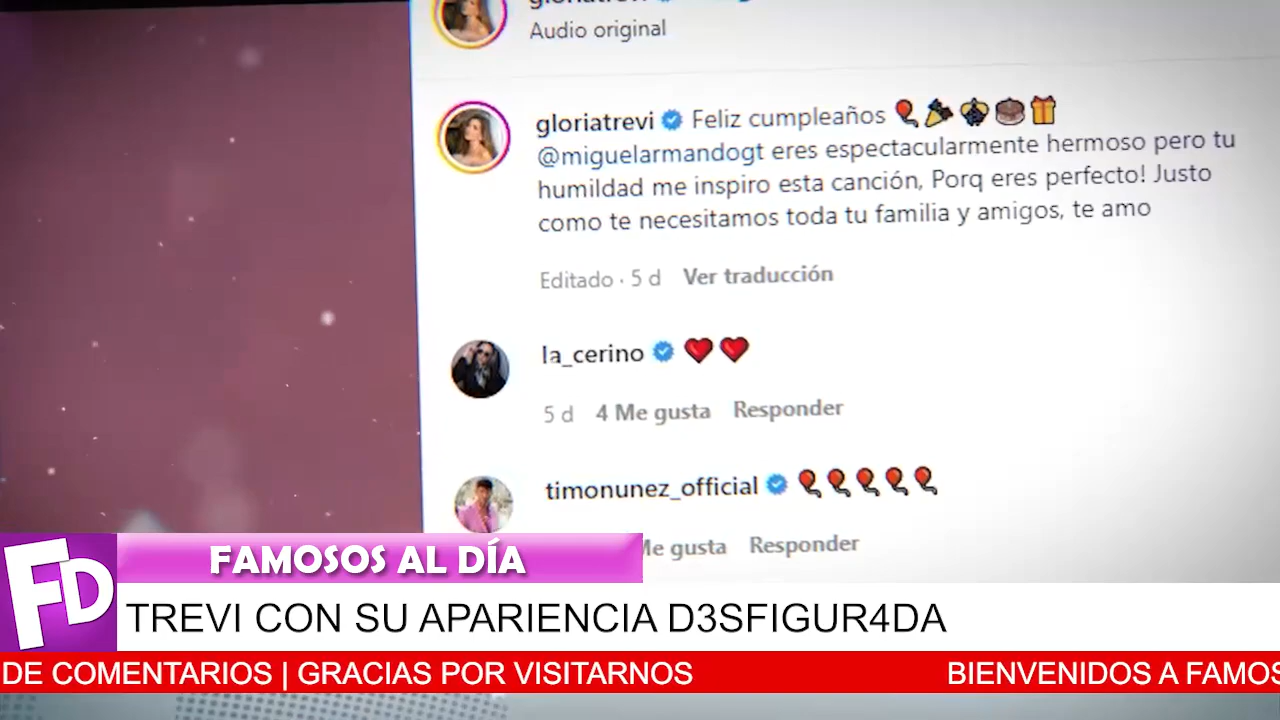 Audio original
gloriatrevi Feliz cumpleaños 🎈🎉🪅🎂🎁
@miguelarmandogt eres espectacularmente hermoso pero tu
humildad me inspiro esta canción, Porq eres perfecto! Justo
como te necesitamos toda tu familia y amigos, te amo
Editado · 5 d Ver traducción
la_cerino ❤️❤️
5 d 4 Me gusta Responder
timonunez_official 🎈🎈🎈🎈🎈
Me gusta Responder
FD
FAMOSOS AL DÍA
TREVI CON SU APARIENCIA D3SFIGUR4DA
DE COMENTARIOS | GRACIAS POR VISITARNOS BIENVENIDOS A